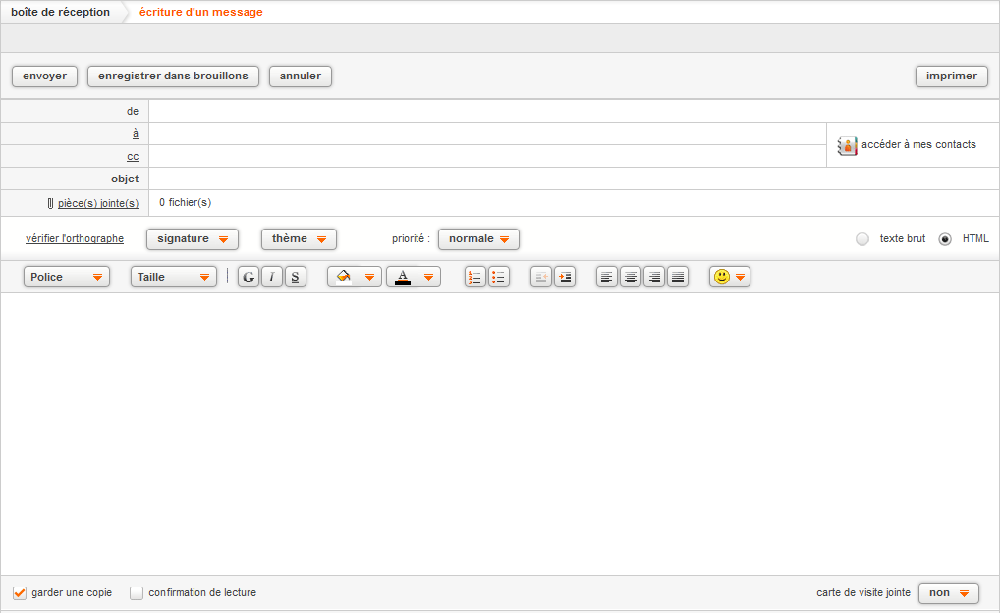 boîte de réception écriture d'un message
envoyer enregistrer dans brouillons annuler imprimer
de
à
accéder à mes contacts
cc
objet
pièce(s) jointe(s) 0 fichier(s)
vérifier l'orthographe signature thème priorité : normale texte brut HTML
Police Taille G I S A
garder une copie confirmation de lecture carte de visite jointe non